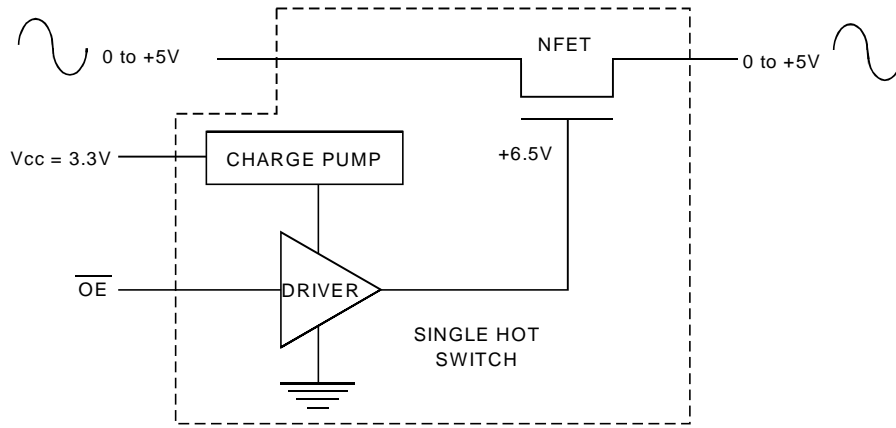 NFET
0 to +5V
0 to +5V
Vcc = 3.3V
CHARGE PUMP
+6.5V
OE
DRIVER
SINGLE HOT
SWITCH